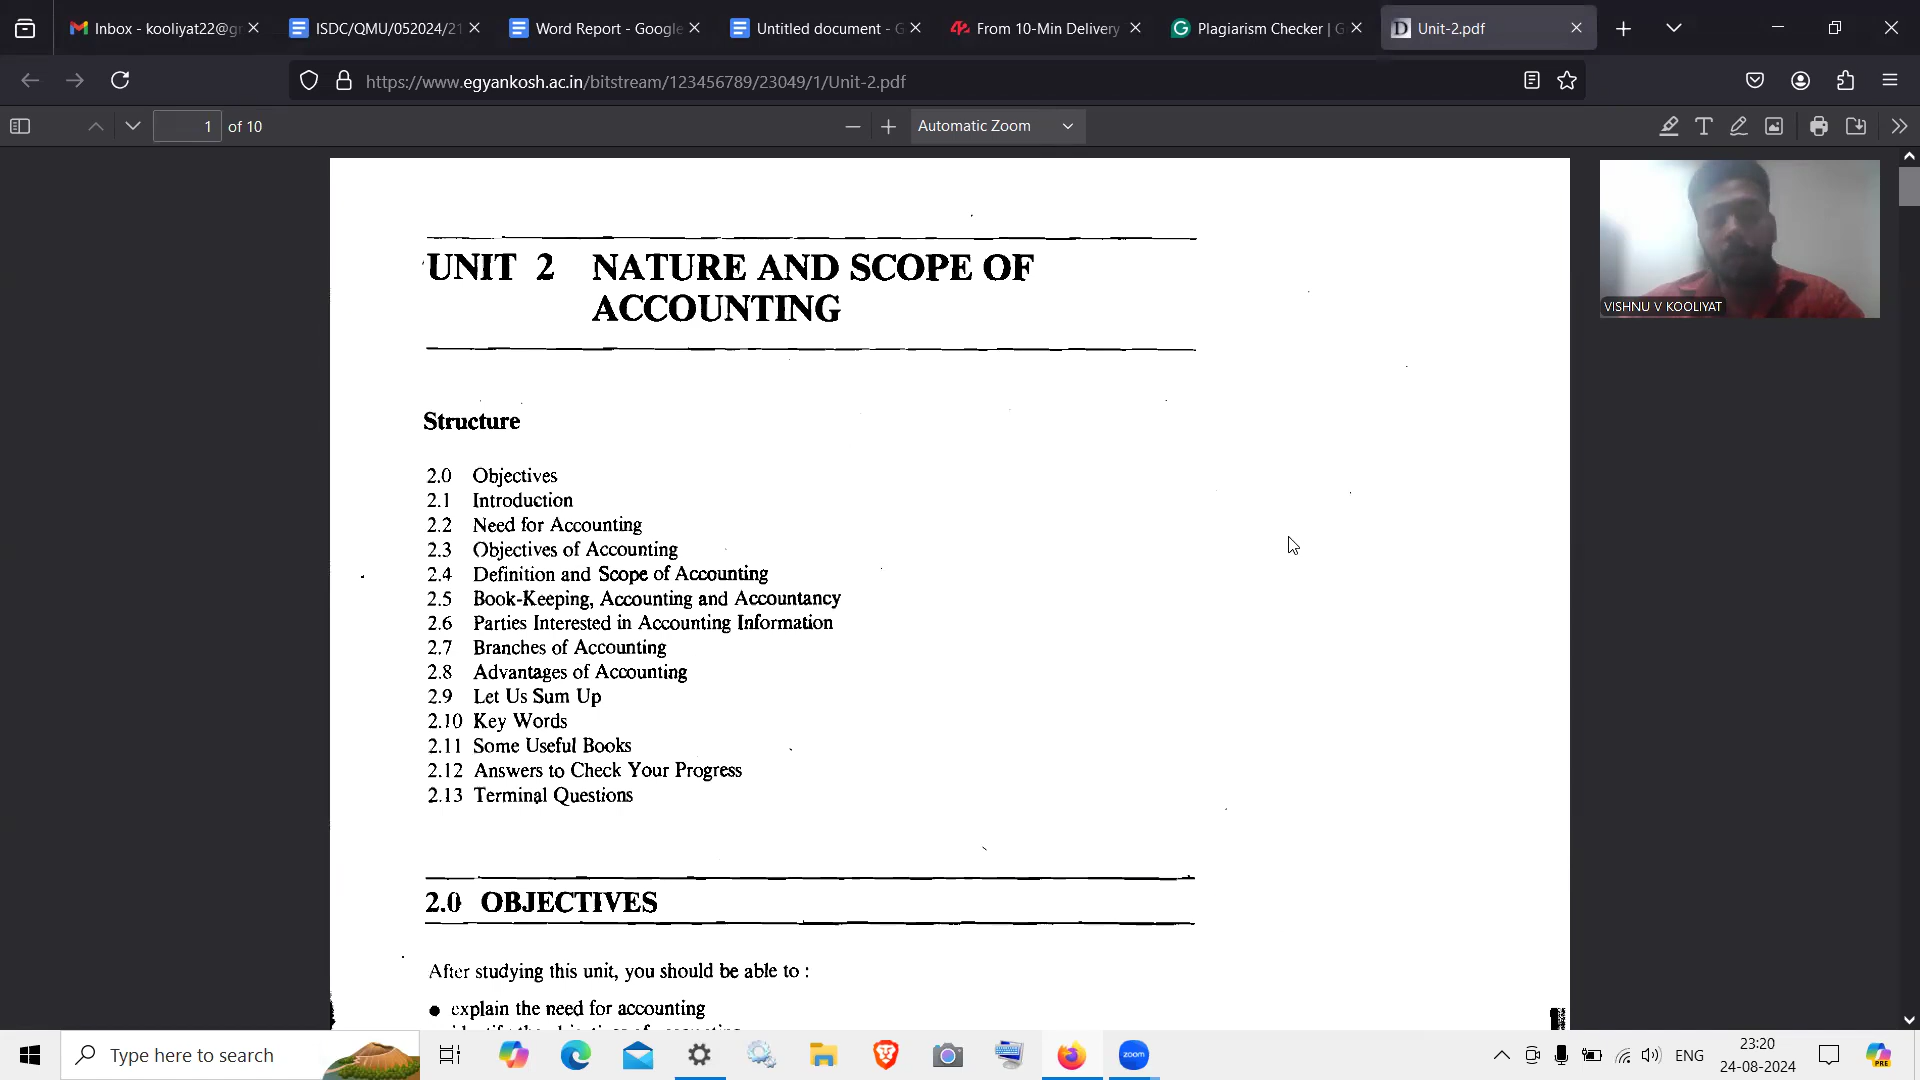 Inbox - kooliyat22@gr
ISDC/QMU/052024/21
Word Report - Google
Untitled document - G
From 10-Min Delivery
Plagiarism Checker | G
Unit-2.pdf
https://www.egyankosh.ac.in/bitstream/123456789/23049/1/Unit-2.pdf
1 of 10
Automatic Zoom
UNIT 2 NATURE AND SCOPE OF
ACCOUNTING
VISHNU V KOOLIYAT
Structure
2.0 Objectives
2.1 Introduction
2.2 Need for Accounting
2.3 Objectives of Accounting
2.4 Definition and Scope of Accounting
2.5 Book-Keeping, Accounting and Accountancy
2.6 Parties Interested in Accounting Information
2.7 Branches of Accounting
2.8 Advantages of Accounting
2.9 Let Us Sum Up
2.10 Key Words
2.11 Some Useful Books
2.12 Answers to Check Your Progress
2.13 Terminal Questions
2.0 OBJECTIVES
After studying this unit, you should be able to :
● explain the need for accounting
Type here to search
zoom
ENG
23:20
24-08-2024
PRE